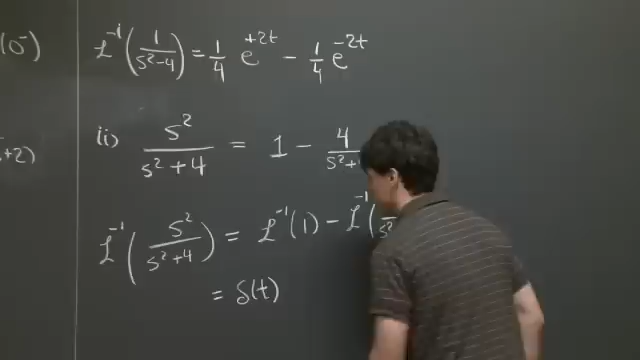 (0⁻)
ℒ⁻¹(1/(s²-4)) = 1/4 e^{+2t} - 1/4 e^{-2t}
(ii) s²/(s²+4) = 1 - 4/(s²+
+2)
ℒ⁻¹(s²/(s²+4)) = ℒ⁻¹(1) - ℒ⁻¹(
= δ(t)